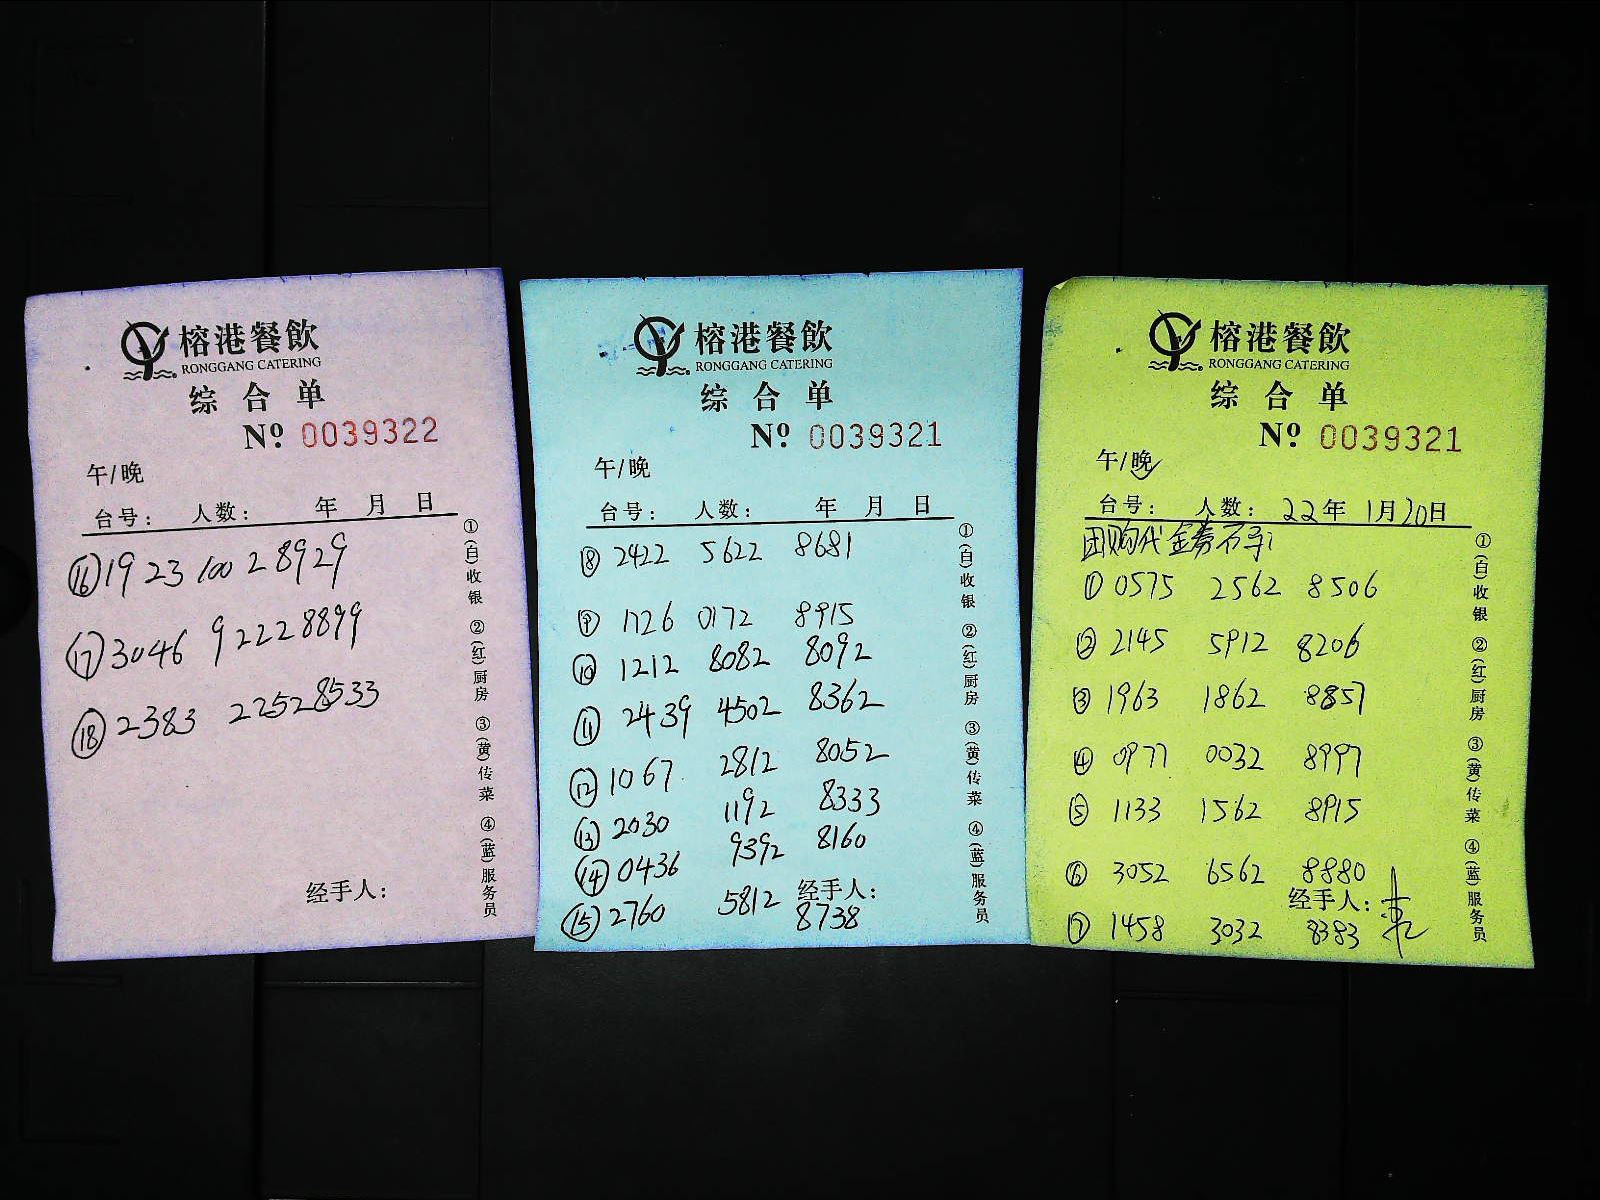 榕港餐飲
RONGGANG CATERING
综合单
Nº 0039322
午/晚
台号： 人数： 年 月 日
⑯ 1923 100 2 8929
⑰ 3046 9222 8899
⑱ 2383 2252 8533
经手人：
①(白)收银 ②(红)厨房 ③(黄)传菜 ④(蓝)服务员
榕港餐飲
RONGGANG CATERING
综合单
Nº 0039321
午/晚
台号： 人数： 年 月 日
⑧ 2422 5622 8681
⑨ 1726 0172 8915
⑩ 1212 8082 8092
⑪ 2439 4502 8362
⑫ 1067 2812 8052
⑬ 2030 1192 8333
⑭ 0436 9392 8160
经手人：
⑮ 2760 5812 8738
①(白)收银 ②(红)厨房 ③(黄)传菜 ④(蓝)服务员
榕港餐飲
RONGGANG CATERING
综合单
Nº 0039321
午/晚
台号： 人数： 22年 1月20日
团购代金券
① 0575 2562 8506
② 2145 5912 8206
③ 1963 1862 8857
④ 0977 0032 8997
⑤ 1133 1562 8915
⑥ 3052 6562 8880
经手人：
⑦ 1458 3032 8383
①(白)收银 ②(红)厨房 ③(黄)传菜 ④(蓝)服务员